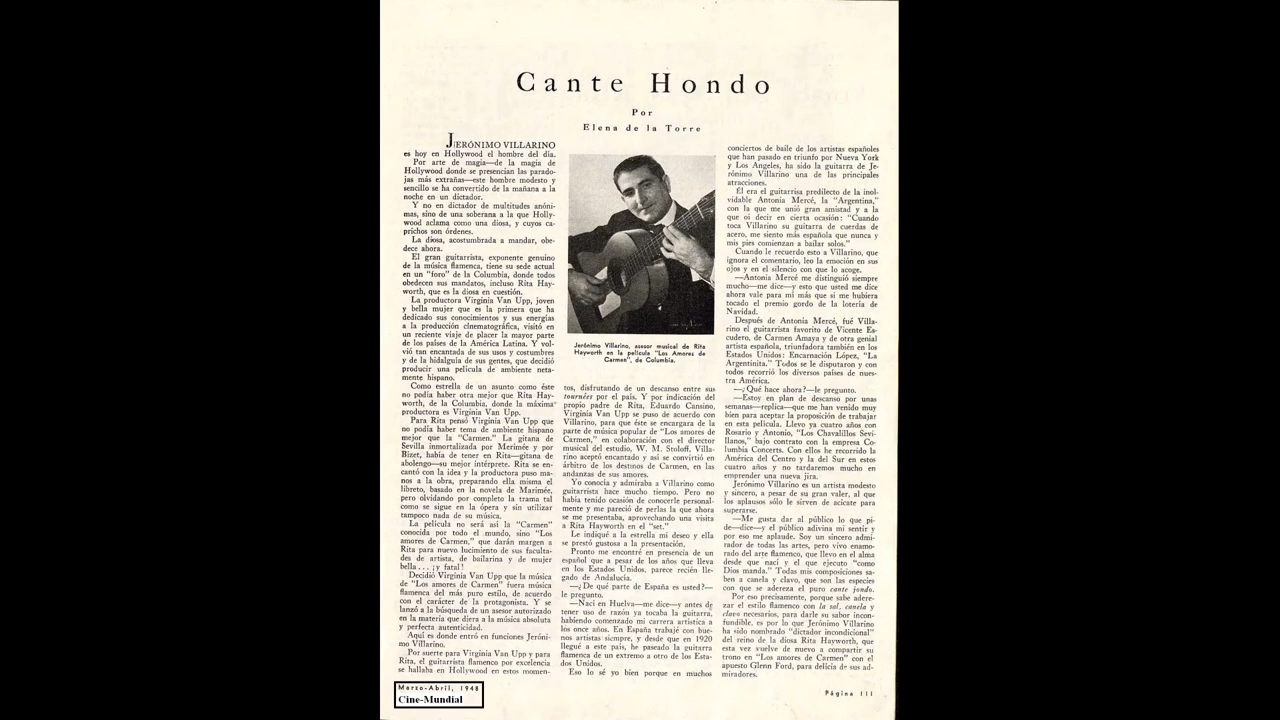 Cante Hondo
Por
Elena de la Torre
JERÓNIMO VILLARINO
es hoy en Hollywood el hombre del día.
Por arte de magia—de la magia de
Hollywood donde se presencian las parado-
jas más extrañas—este hombre modesto y
sencillo se ha convertido de la mañana a la
noche en un dictador.
Y no en dictador de multitudes anóni-
mas, sino de una soberana a la que Holly-
wood aclama como una diosa, y cuyos ca-
prichos son órdenes.
La diosa, acostumbrada a mandar, obe-
dece ahora.
El gran guitarrista, exponente genuino
de la música flamenca, tiene su sede actual
en un "foro" de la Columbia, donde todos
obedecen sus mandatos, incluso Rita Hay-
worth, que es la diosa en cuestión.
La productora Virginia Van Upp, joven
y bella mujer que es la primera que ha
dedicado sus conocimientos y sus energías
a la producción cinematográfica, visitó en
un reciente viaje de placer la mayor parte
de los países de la América Latina. Y vol-
vió tan encantada de sus usos y costumbres
y de la hidalguía de sus gentes, que decidió
producir una película de ambiente neta-
mente hispano.
Como estrella de un asunto como éste
no podía haber otra mejor que Rita Hay-
worth, de la Columbia, donde la máxima
productora es Virginia Van Upp.
Para Rita pensó Virginia Van Upp que
no podía haber tema de ambiente hispano
mejor que la "Carmen." La gitana de
Sevilla inmortalizada por Merimée y por
Bizet, había de tener en Rita—gitana de
abolengo—su mejor intérprete. Rita se en-
cantó con la idea y la productora puso ma-
nos a la obra, preparando ella misma el
libreto, basado en la novela de Marimée,
pero olvidando por completo la trama tal
como se sigue en la ópera y sin utilizar
tampoco nada de su música.
La película no será así la "Carmen"
conocida por todo el mundo, sino "Los
amores de Carmen," que darán margen a
Rita para nuevo lucimiento de sus faculta-
des de artista, de bailarina y de mujer
bella . . . ¡y fatal!
Decidió Virginia Van Upp que la música
de "Los amores de Carmen" fuera música
flamenca del más puro estilo, de acuerdo
con el carácter de la protagonista. Y se
lanzó a la búsqueda de un asesor autorizado
en la materia que diera a la música absoluta
y perfecta autenticidad.
Aquí es donde entró en funciones Jeróni-
mo Villarino.
Por suerte para Virginia Van Upp y para
Rita, el guitarrista flamenco por excelencia
se hallaba en Hollywood en estos momen-
Jerónimo Villarino, asesor musical de Rita
Hayworth en la película "Los Amores de
Carmen", de Columbia.
tos, disfrutando de un descanso entre sus
tournées por el país. Y por indicación del
propio padre de Rita, Eduardo Cansino,
Virginia Van Upp se puso de acuerdo con
Villarino, para que éste se encargara de la
parte de música popular de "Los amores de
Carmen," en colaboración con el director
musical del estudio, W. M. Stoloff. Villa-
rino aceptó encantado y así se convirtió en
árbitro de los destinos de Carmen, en las
andanzas de sus amores.
Yo conocía y admiraba a Villarino como
guitarrista hace mucho tiempo. Pero no
había tenido ocasión de conocerle personal-
mente y me pareció de perlas la que ahora
se me presentaba, aprovechando una visita
a Rita Hayworth en el "set."
Le indiqué a la estrella mi deseo y ella
se prestó gustosa a la presentación.
Pronto me encontré en presencia de un
español que a pesar de los años que lleva
en los Estados Unidos, parece recién lle-
gado de Andalucía.
—¿De qué parte de España es usted?—
le pregunto.
—Nací en Huelva—me dice—y antes de
tener uso de razón ya tocaba la guitarra,
habiendo comenzado mi carrera artística a
los once años. En España trabajé con bue-
nos artistas siempre, y desde que en 1920
llegué a este país, he paseado la guitarra
flamenca de un extremo a otro de los Esta-
dos Unidos.
Eso lo sé yo bien porque en muchos
conciertos de baile de los artistas españoles
que han pasado en triunfo por Nueva York
y Los Angeles, ha sido la guitarra de Je-
rónimo Villarino una de las principales
atracciones.
Él era el guitarrisa predilecto de la inol-
vidable Antonia Mercé, la "Argentina,"
con la que me unió gran amistad y a la
que oí decir en cierta ocasión: "Cuando
toca Villarino su guitarra de cuerdas de
acero, me siento más española que nunca y
mis pies comienzan a bailar solos."
Cuando le recuerdo esto a Villarino, que
ignora el comentario, leo la emoción en sus
ojos y en el silencio con que lo acoge.
—Antonia Mercé me distinguió siempre
mucho—me dice—y esto que usted me dice
ahora vale para mí más que si me hubiera
tocado el premio gordo de la lotería de
Navidad.
Después de Antonia Mercé, fué Villa-
rino el guitarrista favorito de Vicente Es-
cudero, de Carmen Amaya y de otra genial
artista española, triunfadora también en los
Estados Unidos: Encarnación López, "La
Argentinita." Todos se le disputaron y con
todos recorrió los diversos países de nues-
tra América.
—¿Qué hace ahora?—le pregunto.
—Estoy en plan de descanso por unas
semanas—replica—que me han venido muy
bien para aceptar la proposición de trabajar
en esta película. Llevo ya cuatro años con
Rosario y Antonio, "Los Chavalillos Sevi-
llanos," bajo contrato con la empresa Co-
lumbia Concerts. Con ellos he recorrido la
América del Centro y la del Sur en estos
cuatro años y no tardaremos mucho en
emprender una nueva jira.
Jerónimo Villarino es un artista modesto
y sincero, a pesar de su gran valer, al que
los aplausos sólo le sirven de acicate para
superarse.
—Me gusta dar al público lo que pi-
de—dice—y el público adivina mi sentir y
por eso me aplaude. Soy un sincero admi-
rador de todas las artes, pero vivo enamo-
rado del arte flamenco, que llevo en el alma
desde que nací y el que ejecuto "como
Dios manda." Todas mis composiciones sa-
ben a canela y clavo, que son las especies
con que se adereza el puro cante jondo.
Por eso precisamente, porque sabe adere-
zar el estilo flamenco con la sal, canela y
clavo necesarios, para darle su sabor incon-
fundible, es por lo que Jerónimo Villarino
ha sido nombrado "dictador incondicional"
del reino de la diosa Rita Hayworth, que
esta vez vuelve de nuevo a compartir su
trono en "Los amores de Carmen" con el
apuesto Glenn Ford, para delicia de sus ad-
miradores.
Marzo-Abril, 1948
Cine-Mundial
Página 111